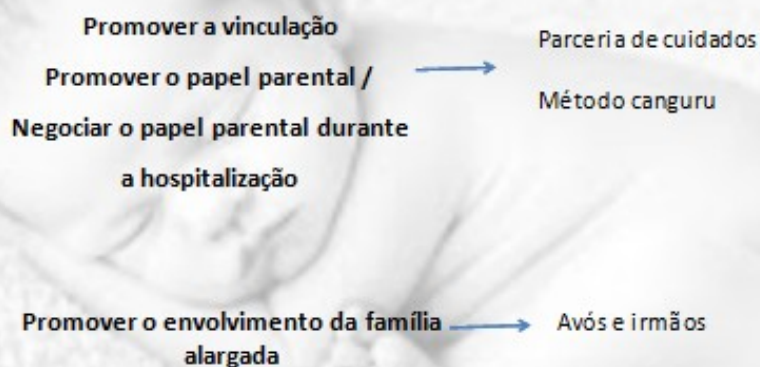 Promover a vinculação
Promover o papel parental /
Negociar o papel parental durante
a hospitalização
Parceria de cuidados
Método canguru
Promover o envolvimento da família
alargada
Avós e irmãos